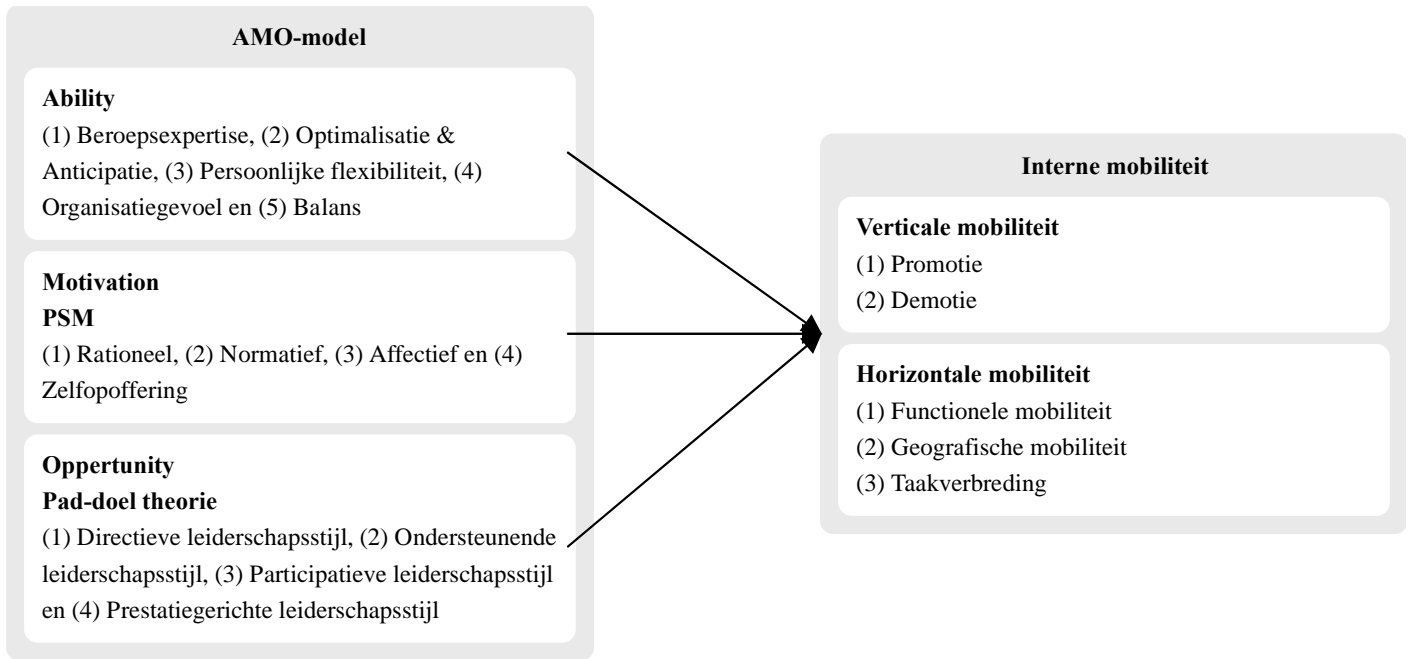 AMO-model
Ability
(1) Beroepsexpertise, (2) Optimalisatie &
Anticipatie, (3) Persoonlijke flexibiliteit, (4)
Organisatiegevoel en (5) Balans
Motivation
PSM
(1) Rationeel, (2) Normatief, (3) Affectief en (4)
Zelfopoffering
Oppertunity
Pad-doel theorie
(1) Directieve leiderschapsstijl, (2) Ondersteunende
leiderschapsstijl, (3) Participatieve leiderschapsstijl
en (4) Prestatiegerichte leiderschapsstijl
Interne mobiliteit
Verticale mobiliteit
(1) Promotie
(2) Demotie
Horizontale mobiliteit
(1) Functionele mobiliteit
(2) Geografische mobiliteit
(3) Taakverbreding